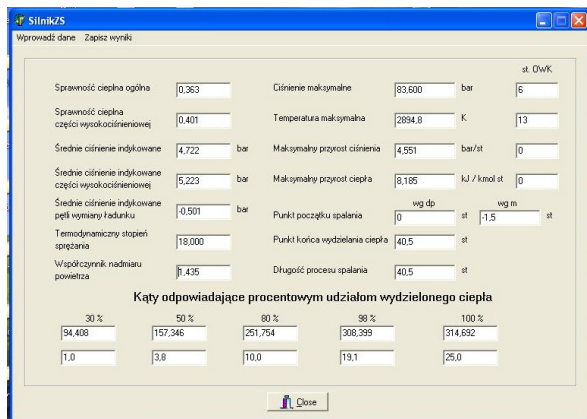 SilnikZS
Wprowadź dane Zapisz wyniki
st. OWK
Sprawność cieplna ogólna 0,363 Ciśnienie maksymalne 83,600 bar 6
Sprawność cieplna
części wysokociśnieniowej 0,401 Temperatura maksymalna 2894,8 K 13
Średnie ciśnienie indykowane 4,722 bar Maksymalny przyrost ciśnienia 4,551 bar/st 0
Średnie ciśnienie indykowane
części wysokociśnieniowej 5,223 bar Maksymalny przyrost ciepła 8,185 kJ / kmol st 0
Średnie ciśnienie indykowane
pętli wymiany ładunku -0,501 bar
wg dp wg m
Punkt początku spalania 0 st -1,5 st
Termodynamiczny stopień
sprężania 18,000 Punkt końca wydzielania ciepła 40,5 st
Współczynnik nadmiaru
powietrza 1,435 Długość procesu spalania 40,5 st
Kąty odpowiadające procentowym udziałom wydzielonego ciepła
30 % 50 % 80 % 98 % 100 %
94,408 157,346 251,754 308,399 314,692
1,0 3,8 10,0 19,1 25,0
Close